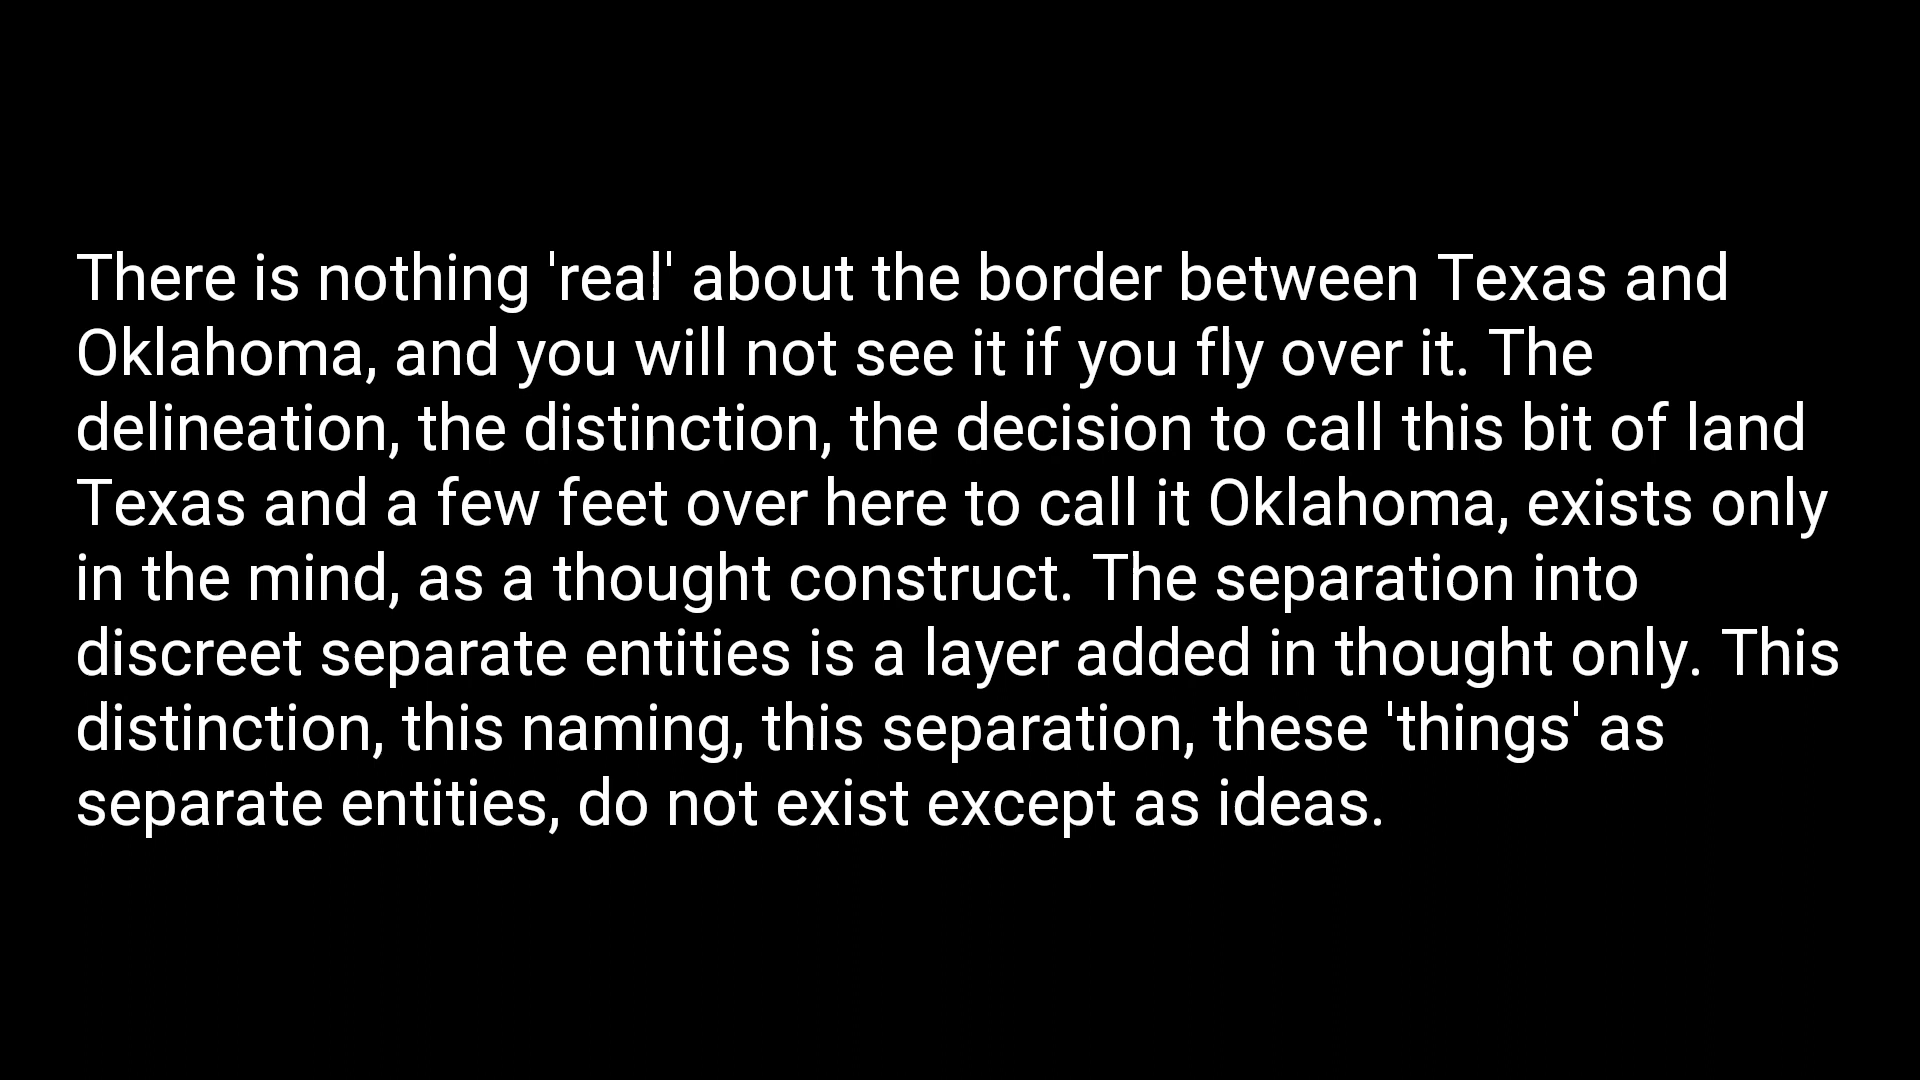 There is nothing 'real' about the border between Texas and
Oklahoma, and you will not see it if you fly over it. The
delineation, the distinction, the decision to call this bit of land
Texas and a few feet over here to call it Oklahoma, exists only
in the mind, as a thought construct. The separation into
discreet separate entities is a layer added in thought only. This
distinction, this naming, this separation, these 'things' as
separate entities, do not exist except as ideas.